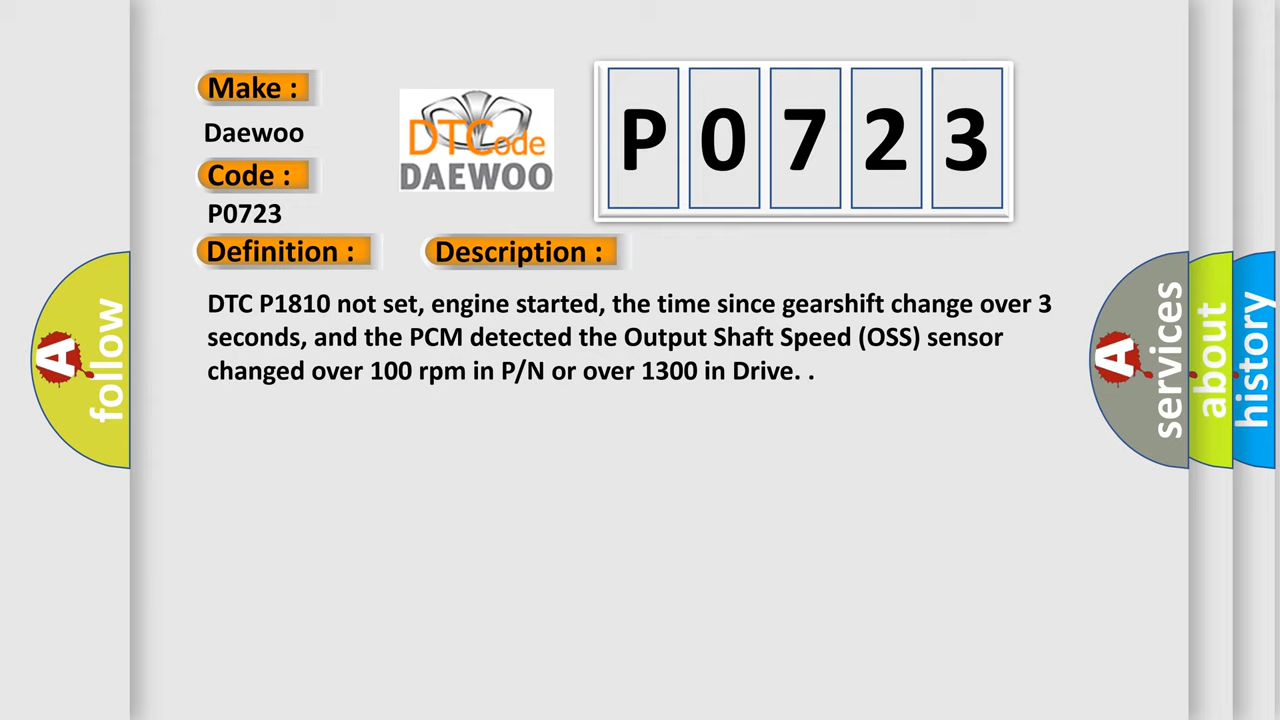 Make :
Daewoo
Code :
P0723
DTCode
DAEWOO
P 0 7 2 3
Definition :
Description :
DTC P1810 not set, engine started, the time since gearshift change over 3
seconds, and the PCM detected the Output Shaft Speed (OSS) sensor
changed over 100 rpm in P/N or over 1300 in Drive. .
A
follow
A
services
about
history